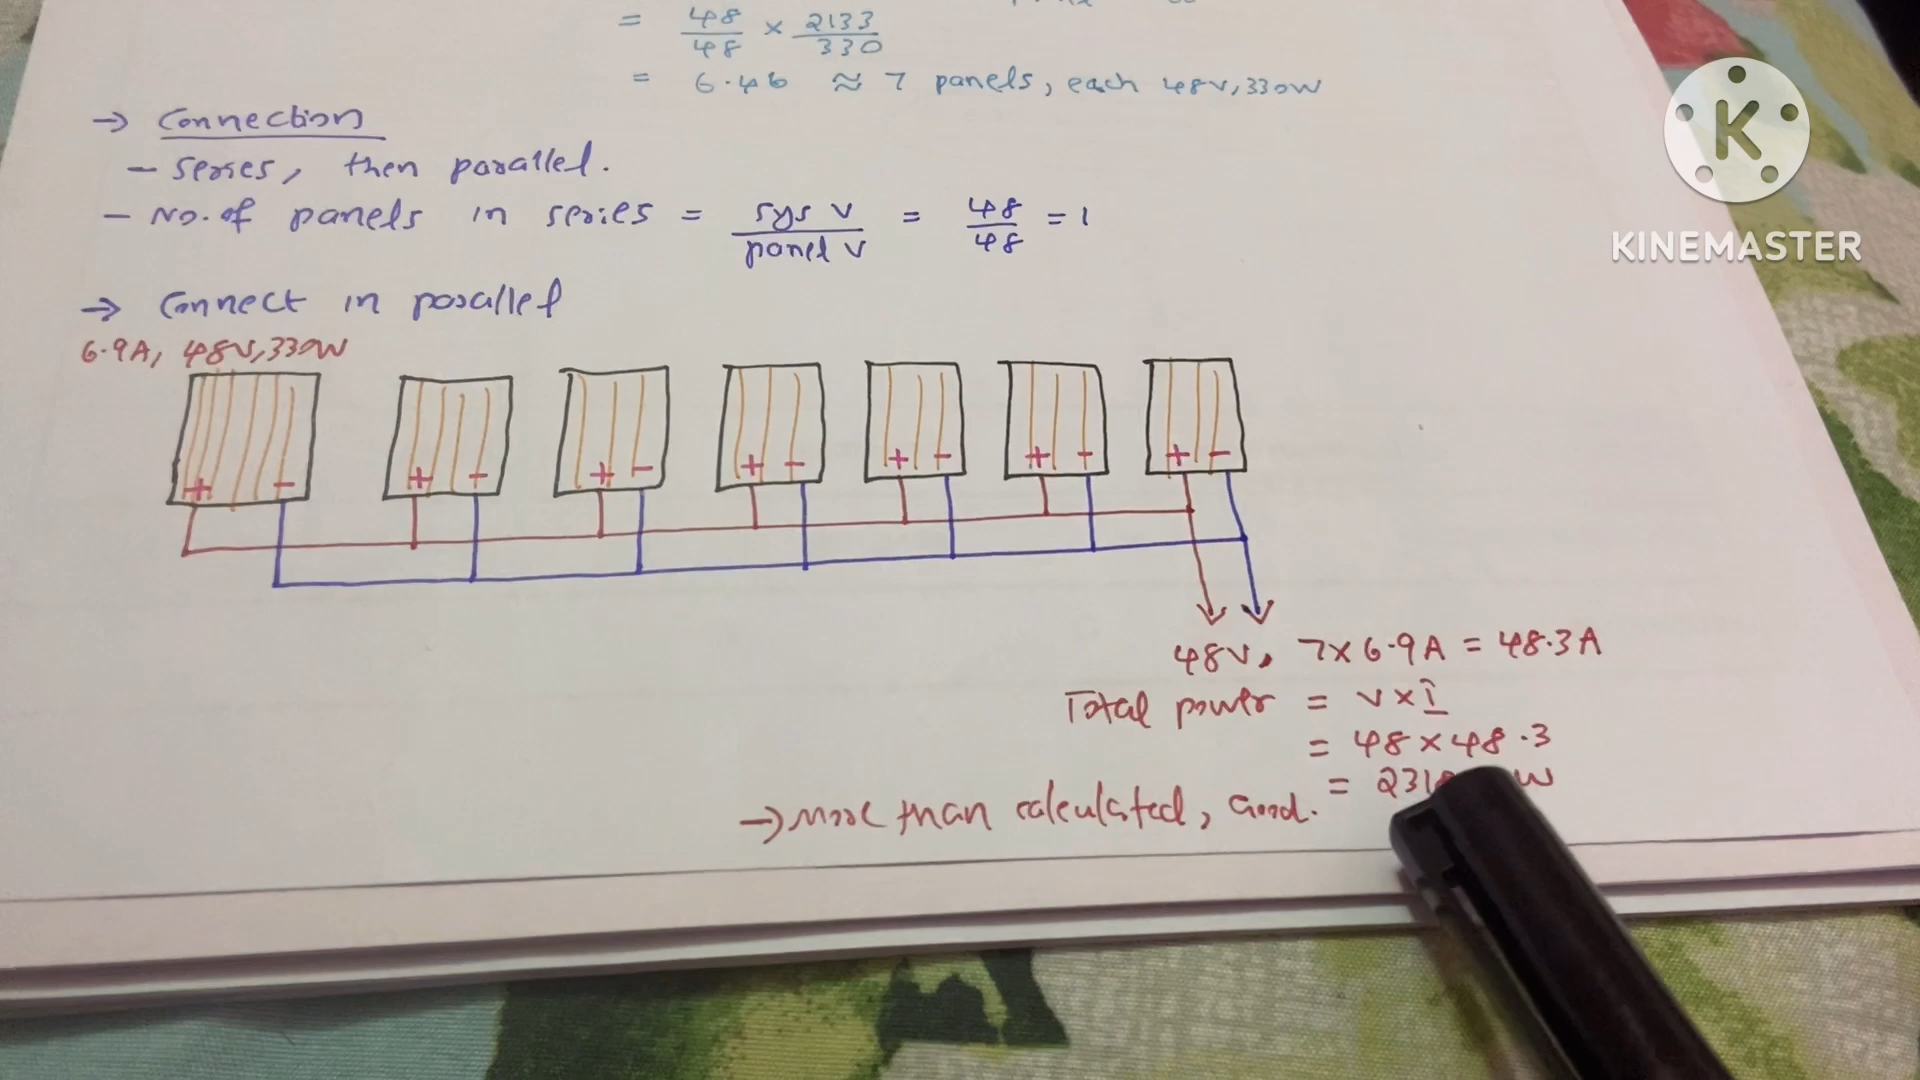 = 48/48 × 2133/330
= 6.46 ≈ 7 panels, each 48V, 330W
→ Connection
- series, then parallel.
- No. of panels in series = sys V / panel V = 48/48 = 1
→ Connect in parallel
6.9A, 48V, 330W
+ - + - + - + - + - + - + -
48V, 7×6.9A = 48.3A
Total power = V × I
= 48 × 48.3
= 231 W
→ more than calculated, Good.
K
KINEMASTER